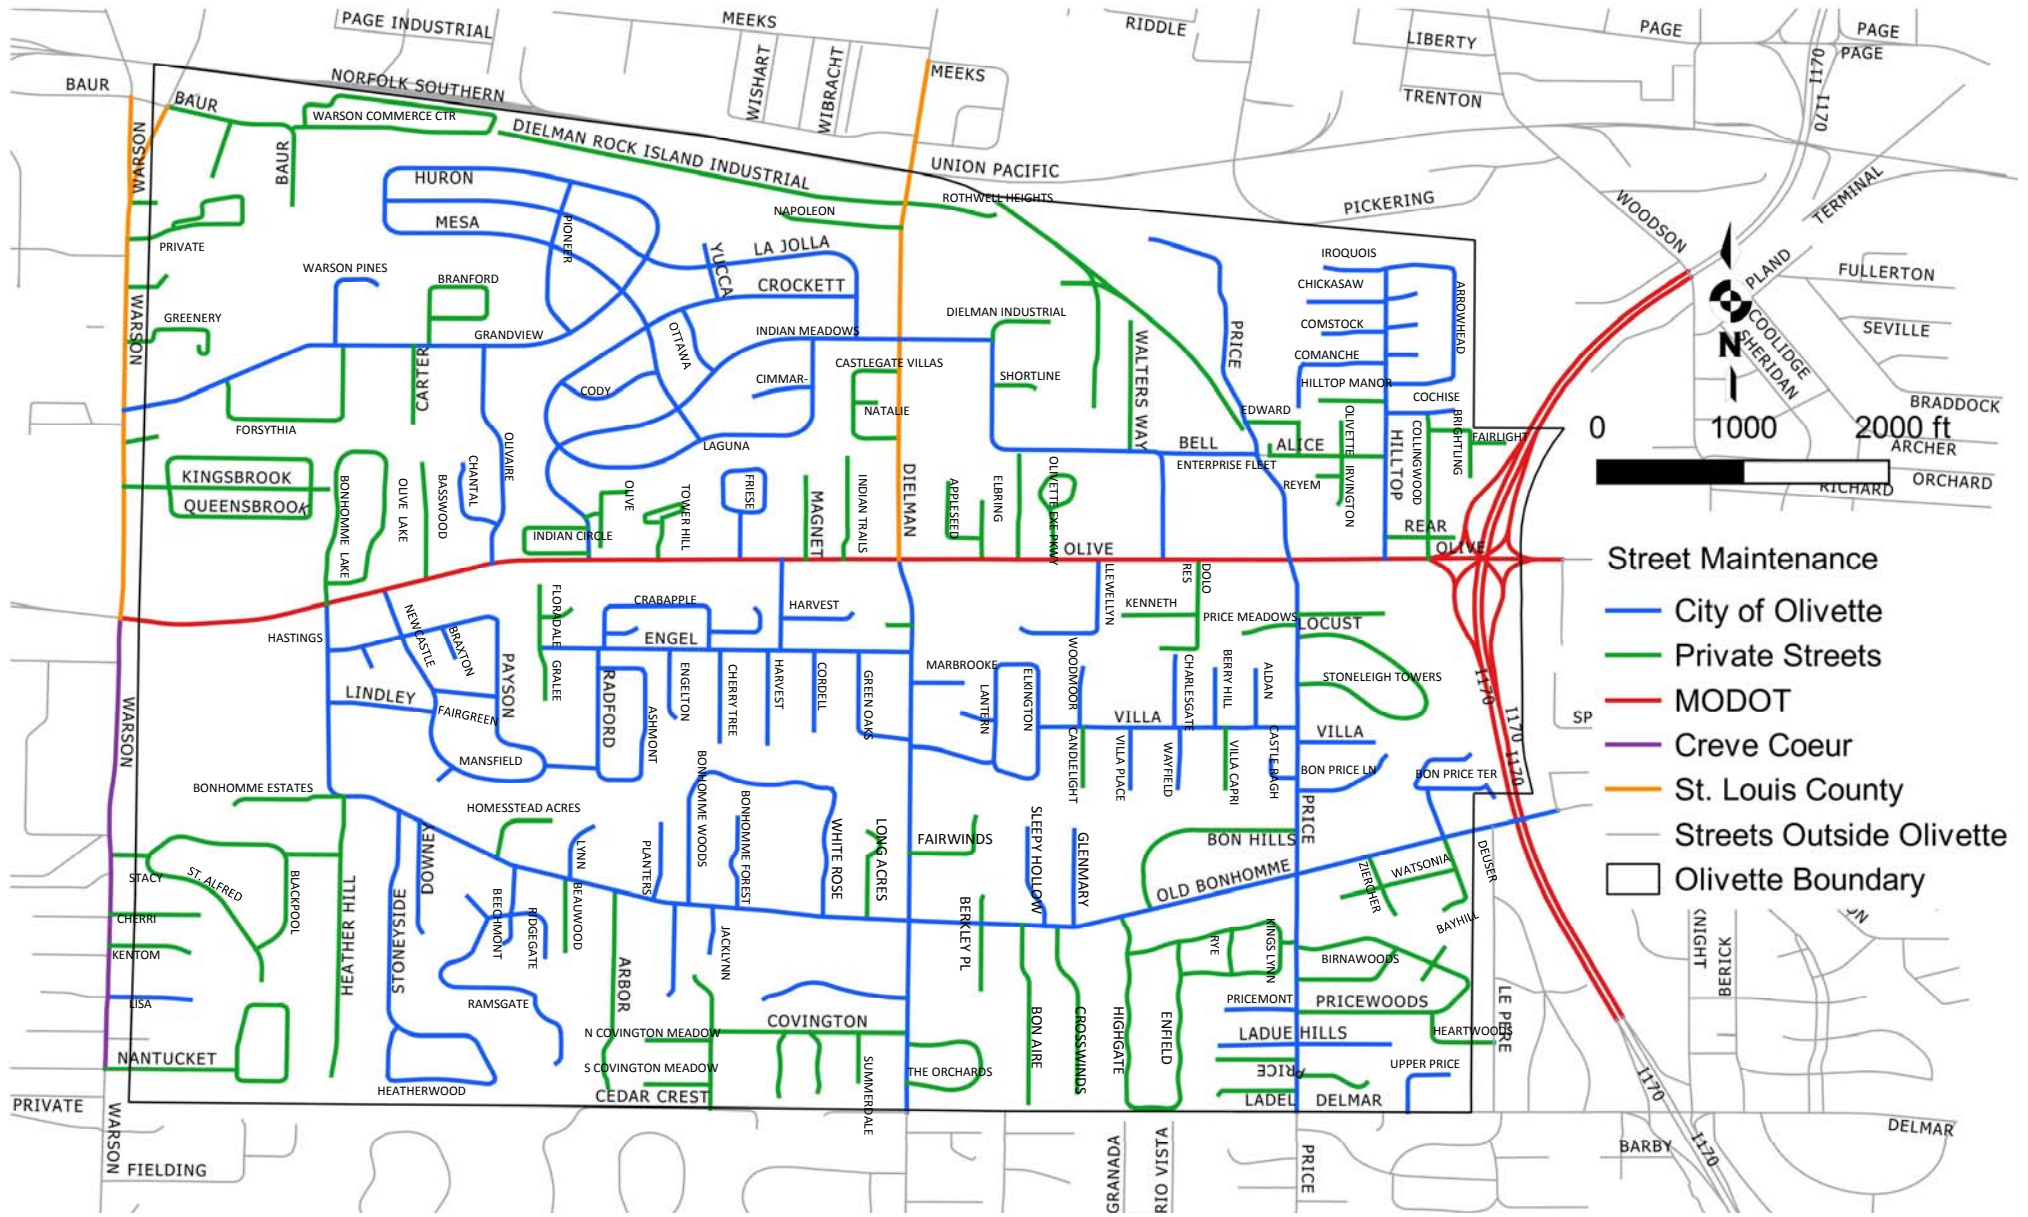 PAGE INDUSTRIAL
MEEKS
RIDDLE
LIBERTY
PAGE
PAGE
PAGE
I170
I170
BAUR
NORFOLK SOUTHERN
WISHART
WIBRACHT
MEEKS
TRENTON
BAUR
WARSON COMMERCE CTR
WARSON
BAUR
DIELMAN ROCK ISLAND INDUSTRIAL
UNION PACIFIC
ROTHWELL HEIGHTS
PICKERING
WOODSON
TERMINAL
HURON
MESA
PIONEER
NAPOLEON
PRIVATE
YUCCA
LA JOLLA
CROCKETT
IROQUOIS
CHICKASAW
ARROWHEAD
COMSTOCK
COMANCHE
HILLTOP MANOR
COCHISE
PLAND
FULLERTON
COOLIDGE
SHERIDAN
SEVILLE
N
BRADDOCK
ARCHER
ORCHARD
RICHARD
0
1000
2000 ft
WARSON PINES
BRANFORD
WARSON
GREENERY
GRANDVIEW
OTTAWA
INDIAN MEADOWS
DIELMAN INDUSTRIAL
PRICE
WALTERS WAY
CARTER
CODY
CIMMAR-
CASTLEGATE VILLAS
SHORTLINE
NATALIE
FORSYTHIA
LAGUNA
EDWARD
OLIVETTE
BRIGHTLING
FAIRLIGHT
BELL
ALICE
ENTERPRISE FLEET
HILLTOP
COLLINGWOOD
REYEM
IRVINGTON
REAR
OLIVE
KINGSBROOK
QUEENSBROOK
BONHOMME LAKE
OLIVE LAKE
BASSWOOD
CHANTAL
OLIVAIRE
INDIAN CIRCLE
OLIVE
TOWER HILL
FRIESE
MAGNET
INDIAN TRAILS
DIELMAN
APPLESEED
ELBRING
OLIVETTE EXE PKWY
OLIVE
HASTINGS
NEWCASTLE
BRAXTON
FLORADALE
GRALEE
CRABAPPLE
HARVEST
ENGEL
LLEWELLYN
RES
DOLO
KENNETH
PRICE MEADOWS
LOCUST
STONELEIGH TOWERS
LINDLEY
PAYSON
FAIRGREEN
MANSFIELD
RADFORD
ASHMONT
ENGELTON
CHERRY TREE
HARVEST
CORDELL
GREEN OAKS
MARBROOKE
LANTERN
ELKINGTON
WOODMOOR
CHARLESGATE
BERRY HILL
ALDAN
VILLA
CANDLELIGHT
VILLA PLACE
WAYFIELD
VILLA CAPRI
CASTLE RAGH
VILLA
BON PRICE LN
BON PRICE TER
I170
I170
I170
SP
WARSON
BONHOMME ESTATES
HOMESSTEAD ACRES
BONHOMME WOODS
BONHOMME FOREST
WHITE ROSE
LONG ACRES
FAIRWINDS
SLEEPY HOLLOW
GLENMARY
BON HILLS
PRICE
OLD BONHOMME
DOWNEY
LYNN
PLANTERS
STACY
ST. ALFRED
BLACKPOOL
HEATHER HILL
STONEYSIDE
BEECHMONT
RIDGEGATE
BEAUWOOD
JACKLYNN
BERKLEY PL
ZIERCHER
WATSONIA
DEUSER
BAYHILL
CHERRI
KENTOM
LISA
RAMSGATE
ARBOR
RYE
KINGS LYNN
BIRNAWOODS
PRICEMONT
PRICEWOODS
LADUE HILLS
HEARTWOODS
LE PERE
N COVINGTON MEADOW
COVINGTON
S COVINGTON MEADOW
CEDAR CREST
SUMMERDALE
THE ORCHARDS
BON AIRE
CROSSWINDS
HIGHGATE
ENFIELD
PRICE
UPPER PRICE
LADEL
DELMAR
NANTUCKET
HEATHERWOOD
PRIVATE
WARSON
FIELDING
GRANADA
RIO VISTA
PRICE
BARBY
DELMAR
I170
I170
MCKNIGHT
BERICK
ON
Street Maintenance
City of Olivette
Private Streets
MODOT
Creve Coeur
St. Louis County
Streets Outside Olivette
Olivette Boundary